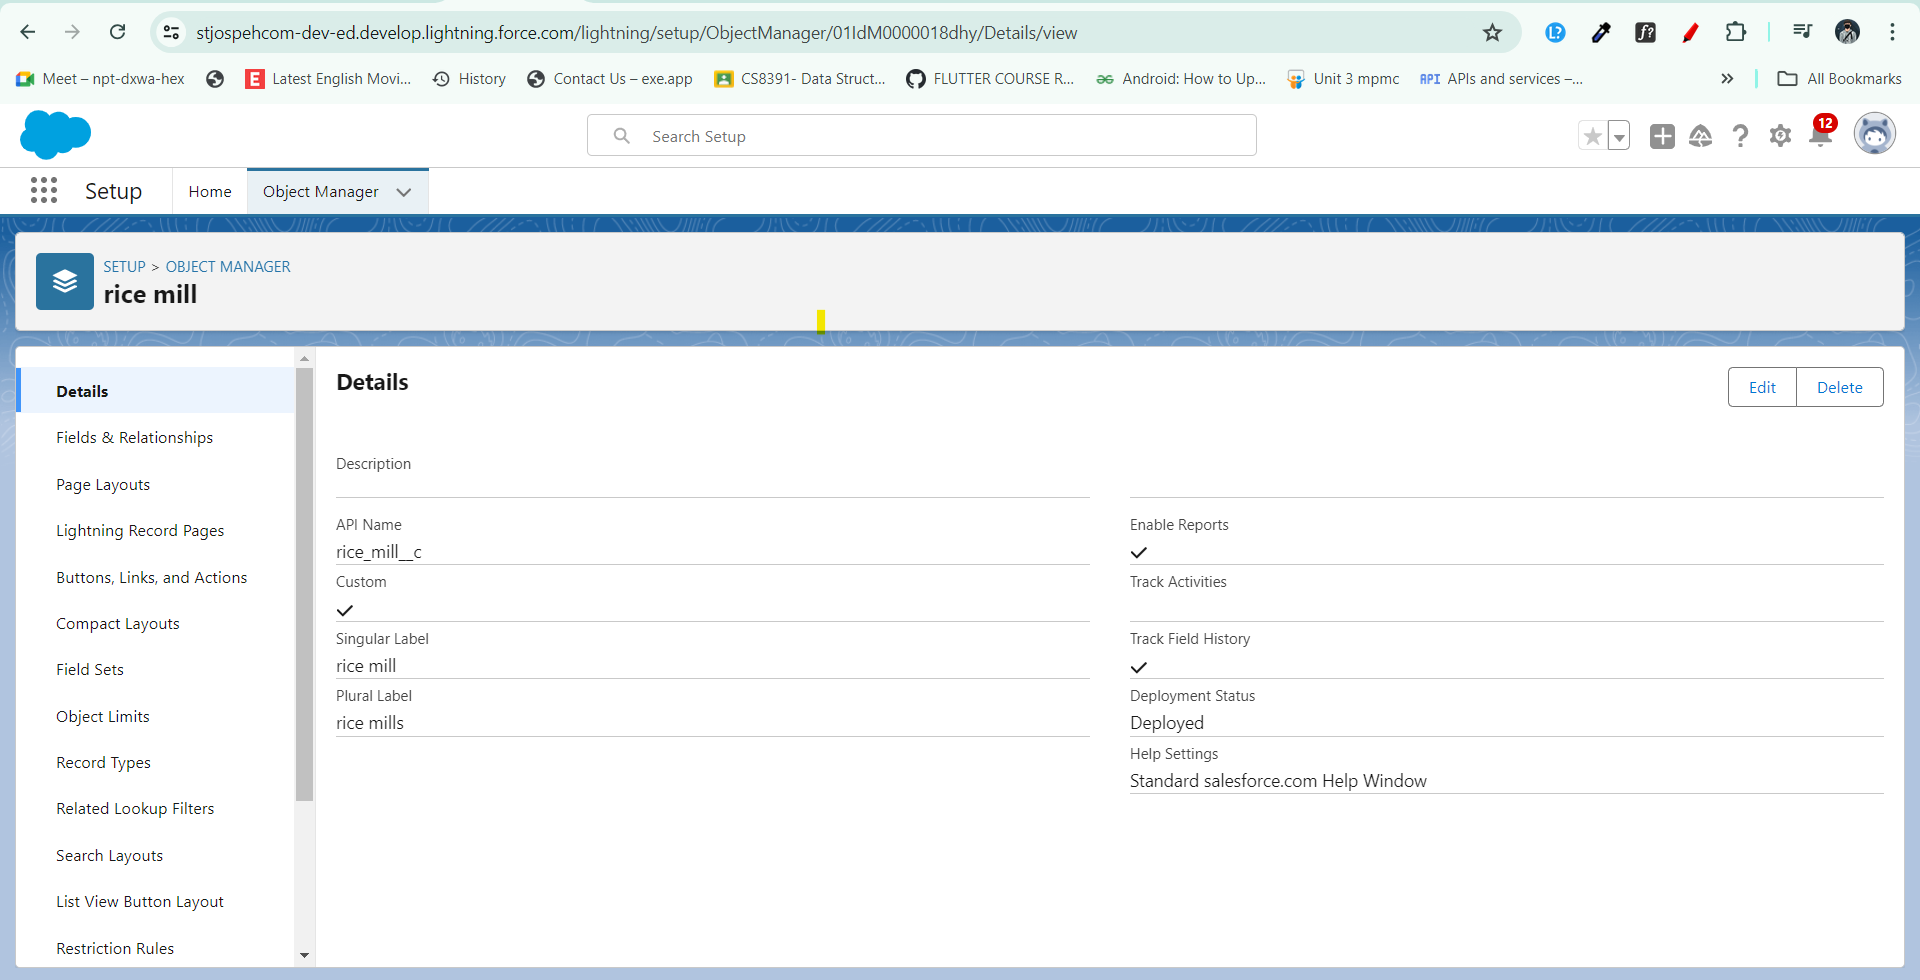 stjospehcom-dev-ed.develop.lightning.force.com/lightning/setup/ObjectManager/01IdM0000018dhy/Details/view
Meet – npt-dxwa-hex
Latest English Movi...
History
Contact Us – exe.app
CS8391- Data Struct...
FLUTTER COURSE R...
Android: How to Up...
Unit 3 mpmc
API APIs and services –...
All Bookmarks
Search Setup
12
Setup
Home
Object Manager
SETUP > OBJECT MANAGER
rice mill
Details
Fields & Relationships
Page Layouts
Lightning Record Pages
Buttons, Links, and Actions
Compact Layouts
Field Sets
Object Limits
Record Types
Related Lookup Filters
Search Layouts
List View Button Layout
Restriction Rules
Details
Edit
Delete
Description
API Name
rice_mill__c
Custom
Singular Label
rice mill
Plural Label
rice mills
Enable Reports
Track Activities
Track Field History
Deployment Status
Deployed
Help Settings
Standard salesforce.com Help Window